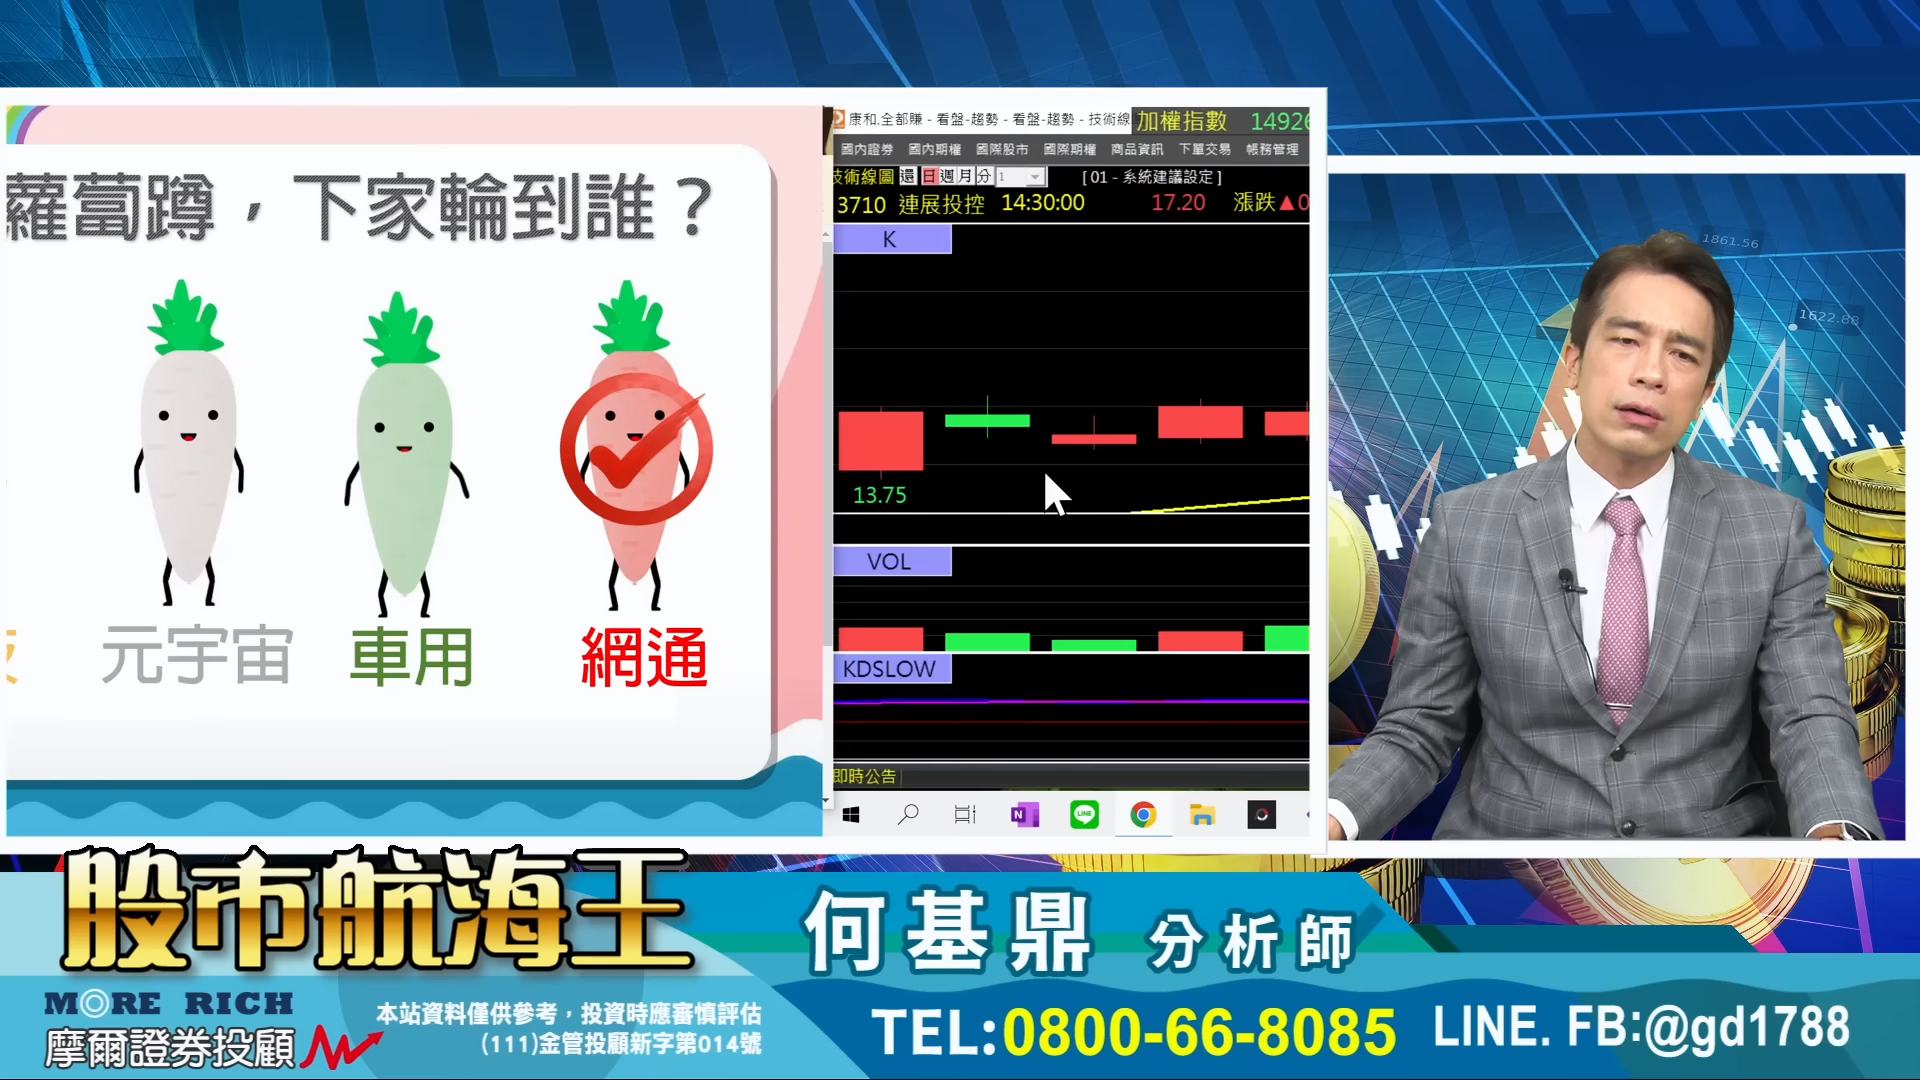 蘿蔔蹲，下家輪到誰？
元宇宙
車用
網通
康和.全都賺 - 看盤-趨勢 - 看盤-趨勢 - 技術線
加權指數 14926
國內證券 國內期權 國際股市 國際期權 商品資訊 下單交易 帳務管理
技術線圖 還 日 週 月 分 1 [ 01 - 系統建議設定 ]
3710 連展投控 14:30:00 17.20 漲跌▲0
K
13.75
VOL
KDSLOW
即時公告
N
LINE
1861.56
1622.88
股市航海王
何基鼎 分析師
MORE RICH
摩爾證券投顧
本站資料僅供參考，投資時應審慎評估
(111)金管投顧新字第014號
TEL:0800-66-8085
LINE. FB:@gd1788